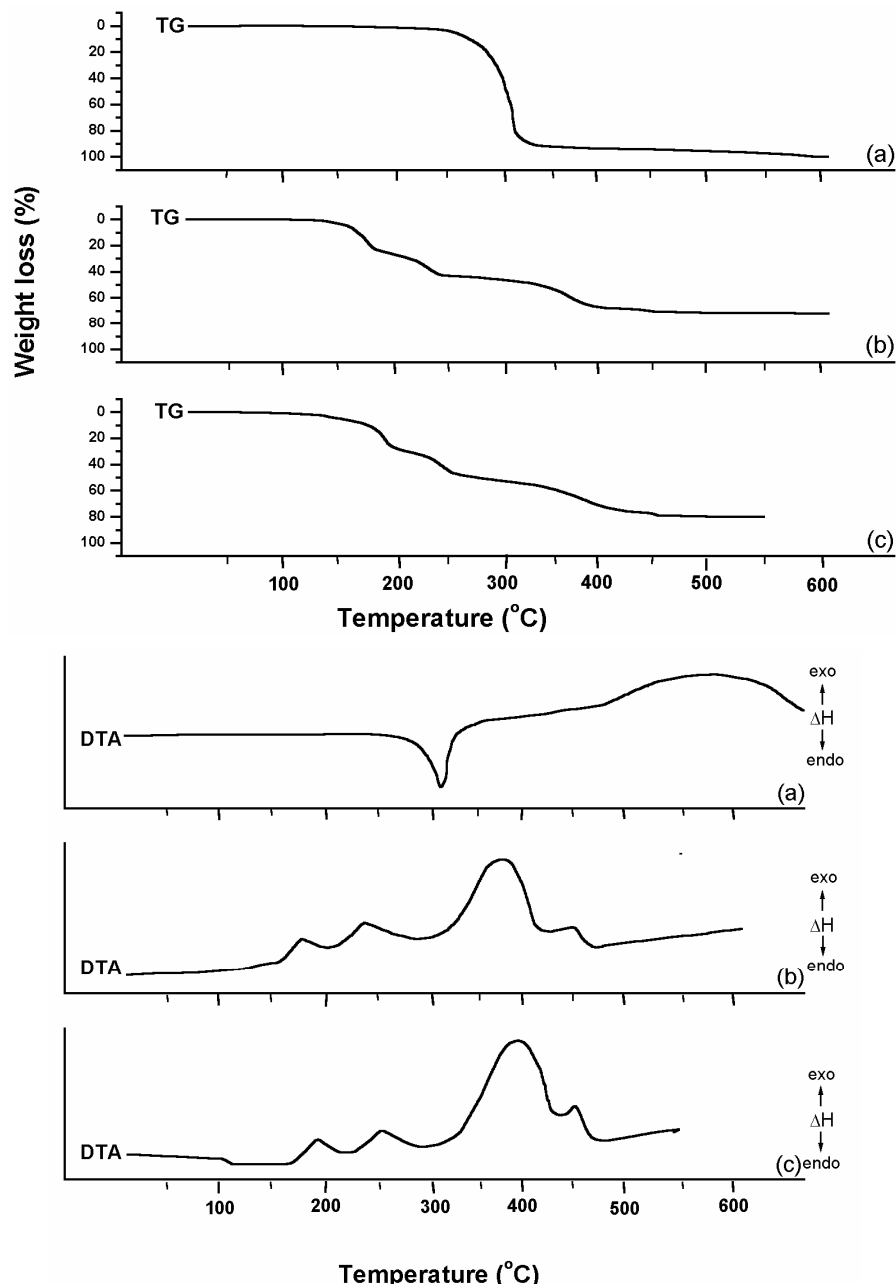 TG
0
20
40
60
80
100
(a)
Weight loss (%)
TG
0
20
40
60
80
100
(b)
TG
0
20
40
60
80
100
(c)
100 200 300 400 500 600
Temperature (°C)
exo
ΔH
DTA
endo
(a)
exo
ΔH
DTA
endo
(b)
exo
ΔH
DTA
(c) endo
100 200 300 400 500 600
Temperature (°C)